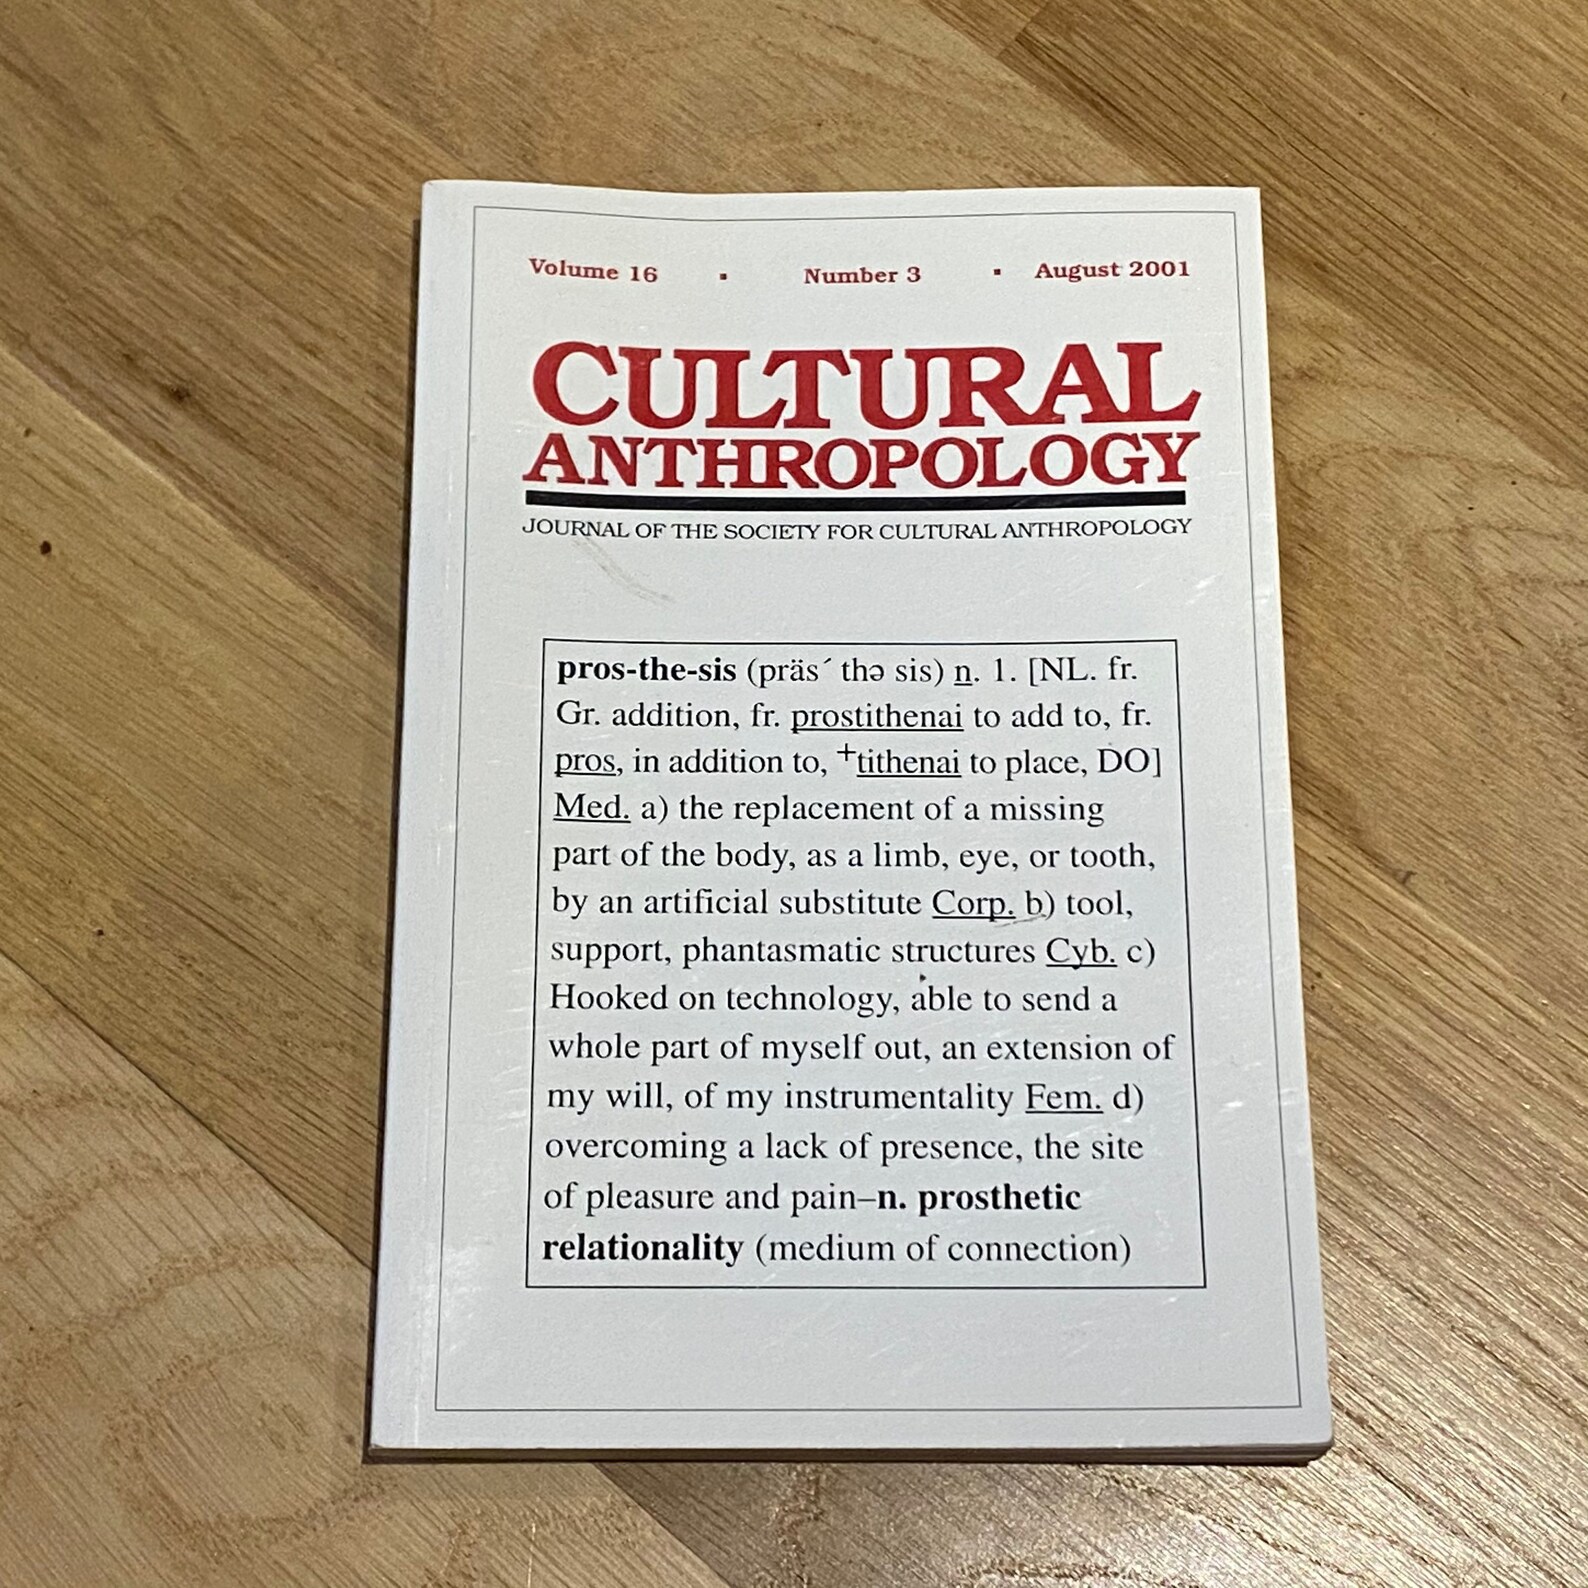 Volume 16 ▪ Number 3 ▪ August 2001
CULTURAL
ANTHROPOLOGY
JOURNAL OF THE SOCIETY FOR CULTURAL ANTHROPOLOGY
pros-the-sis (präs´ thə sis) n. 1. [NL. fr.
Gr. addition, fr. prostithenai to add to, fr.
pros, in addition to, +tithenai to place, DO]
Med. a) the replacement of a missing
part of the body, as a limb, eye, or tooth,
by an artificial substitute Corp. b) tool,
support, phantasmatic structures Cyb. c)
Hooked on technology, able to send a
whole part of myself out, an extension of
my will, of my instrumentality Fem. d)
overcoming a lack of presence, the site
of pleasure and pain–n. prosthetic
relationality (medium of connection)